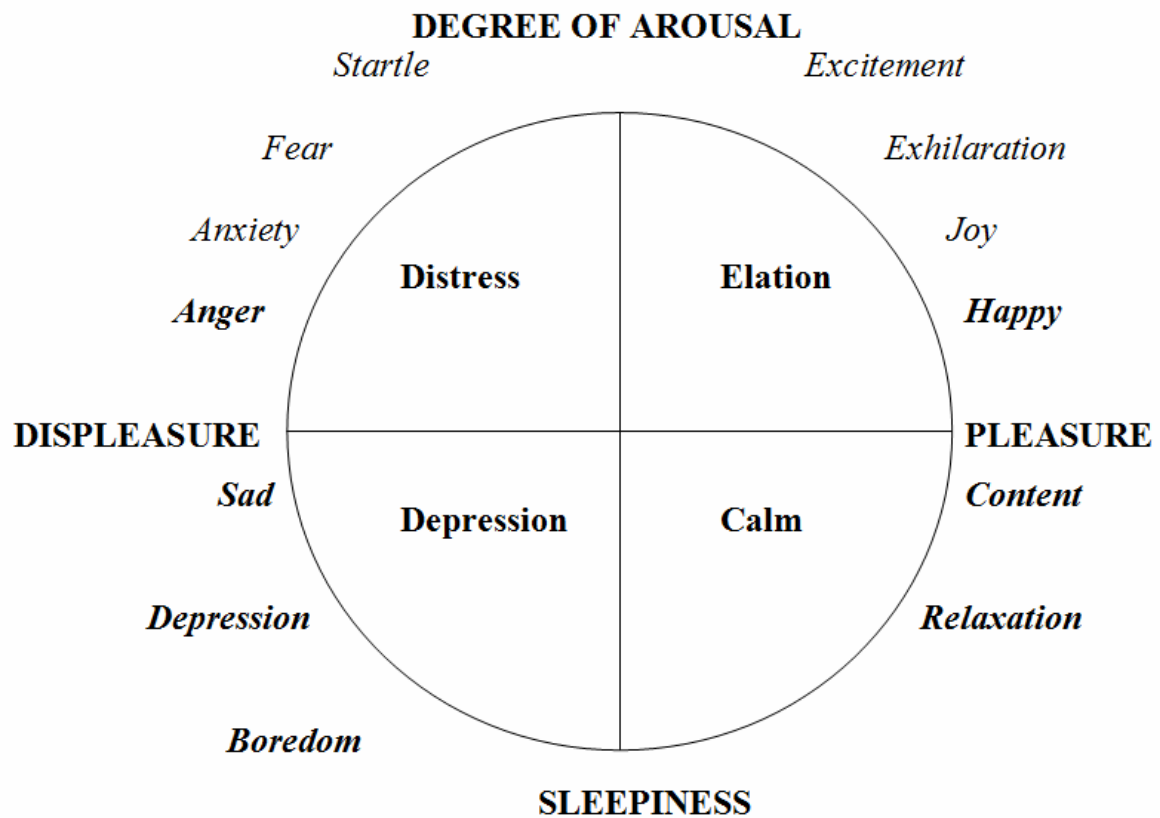 DEGREE OF AROUSAL
Startle Excitement
Fear Exhilaration
Anxiety Joy
Distress Elation
Anger Happy
DISPLEASURE PLEASURE
Sad Content
Depression Calm
Depression Relaxation
Boredom
SLEEPINESS